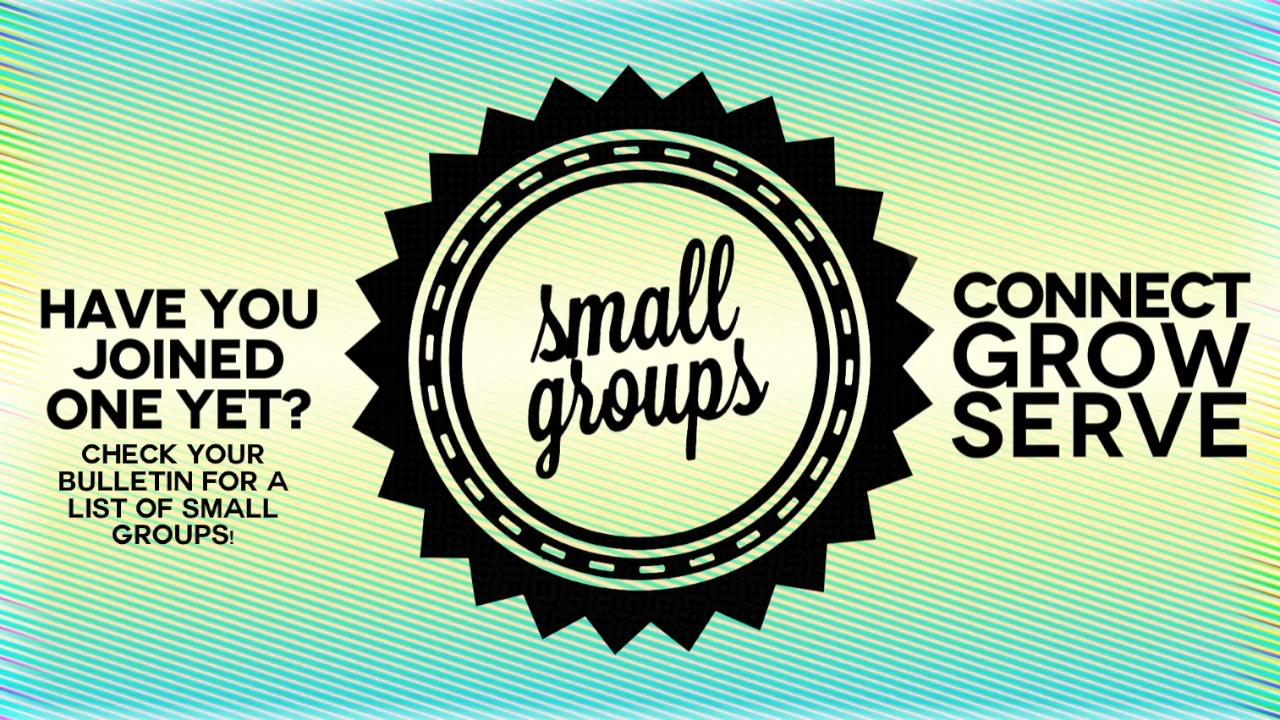 HAVE YOU
JOINED
ONE YET?
CHECK YOUR
BULLETIN FOR A
LIST OF SMALL
GROUPS!
small
groups
CONNECT
GROW
SERVE